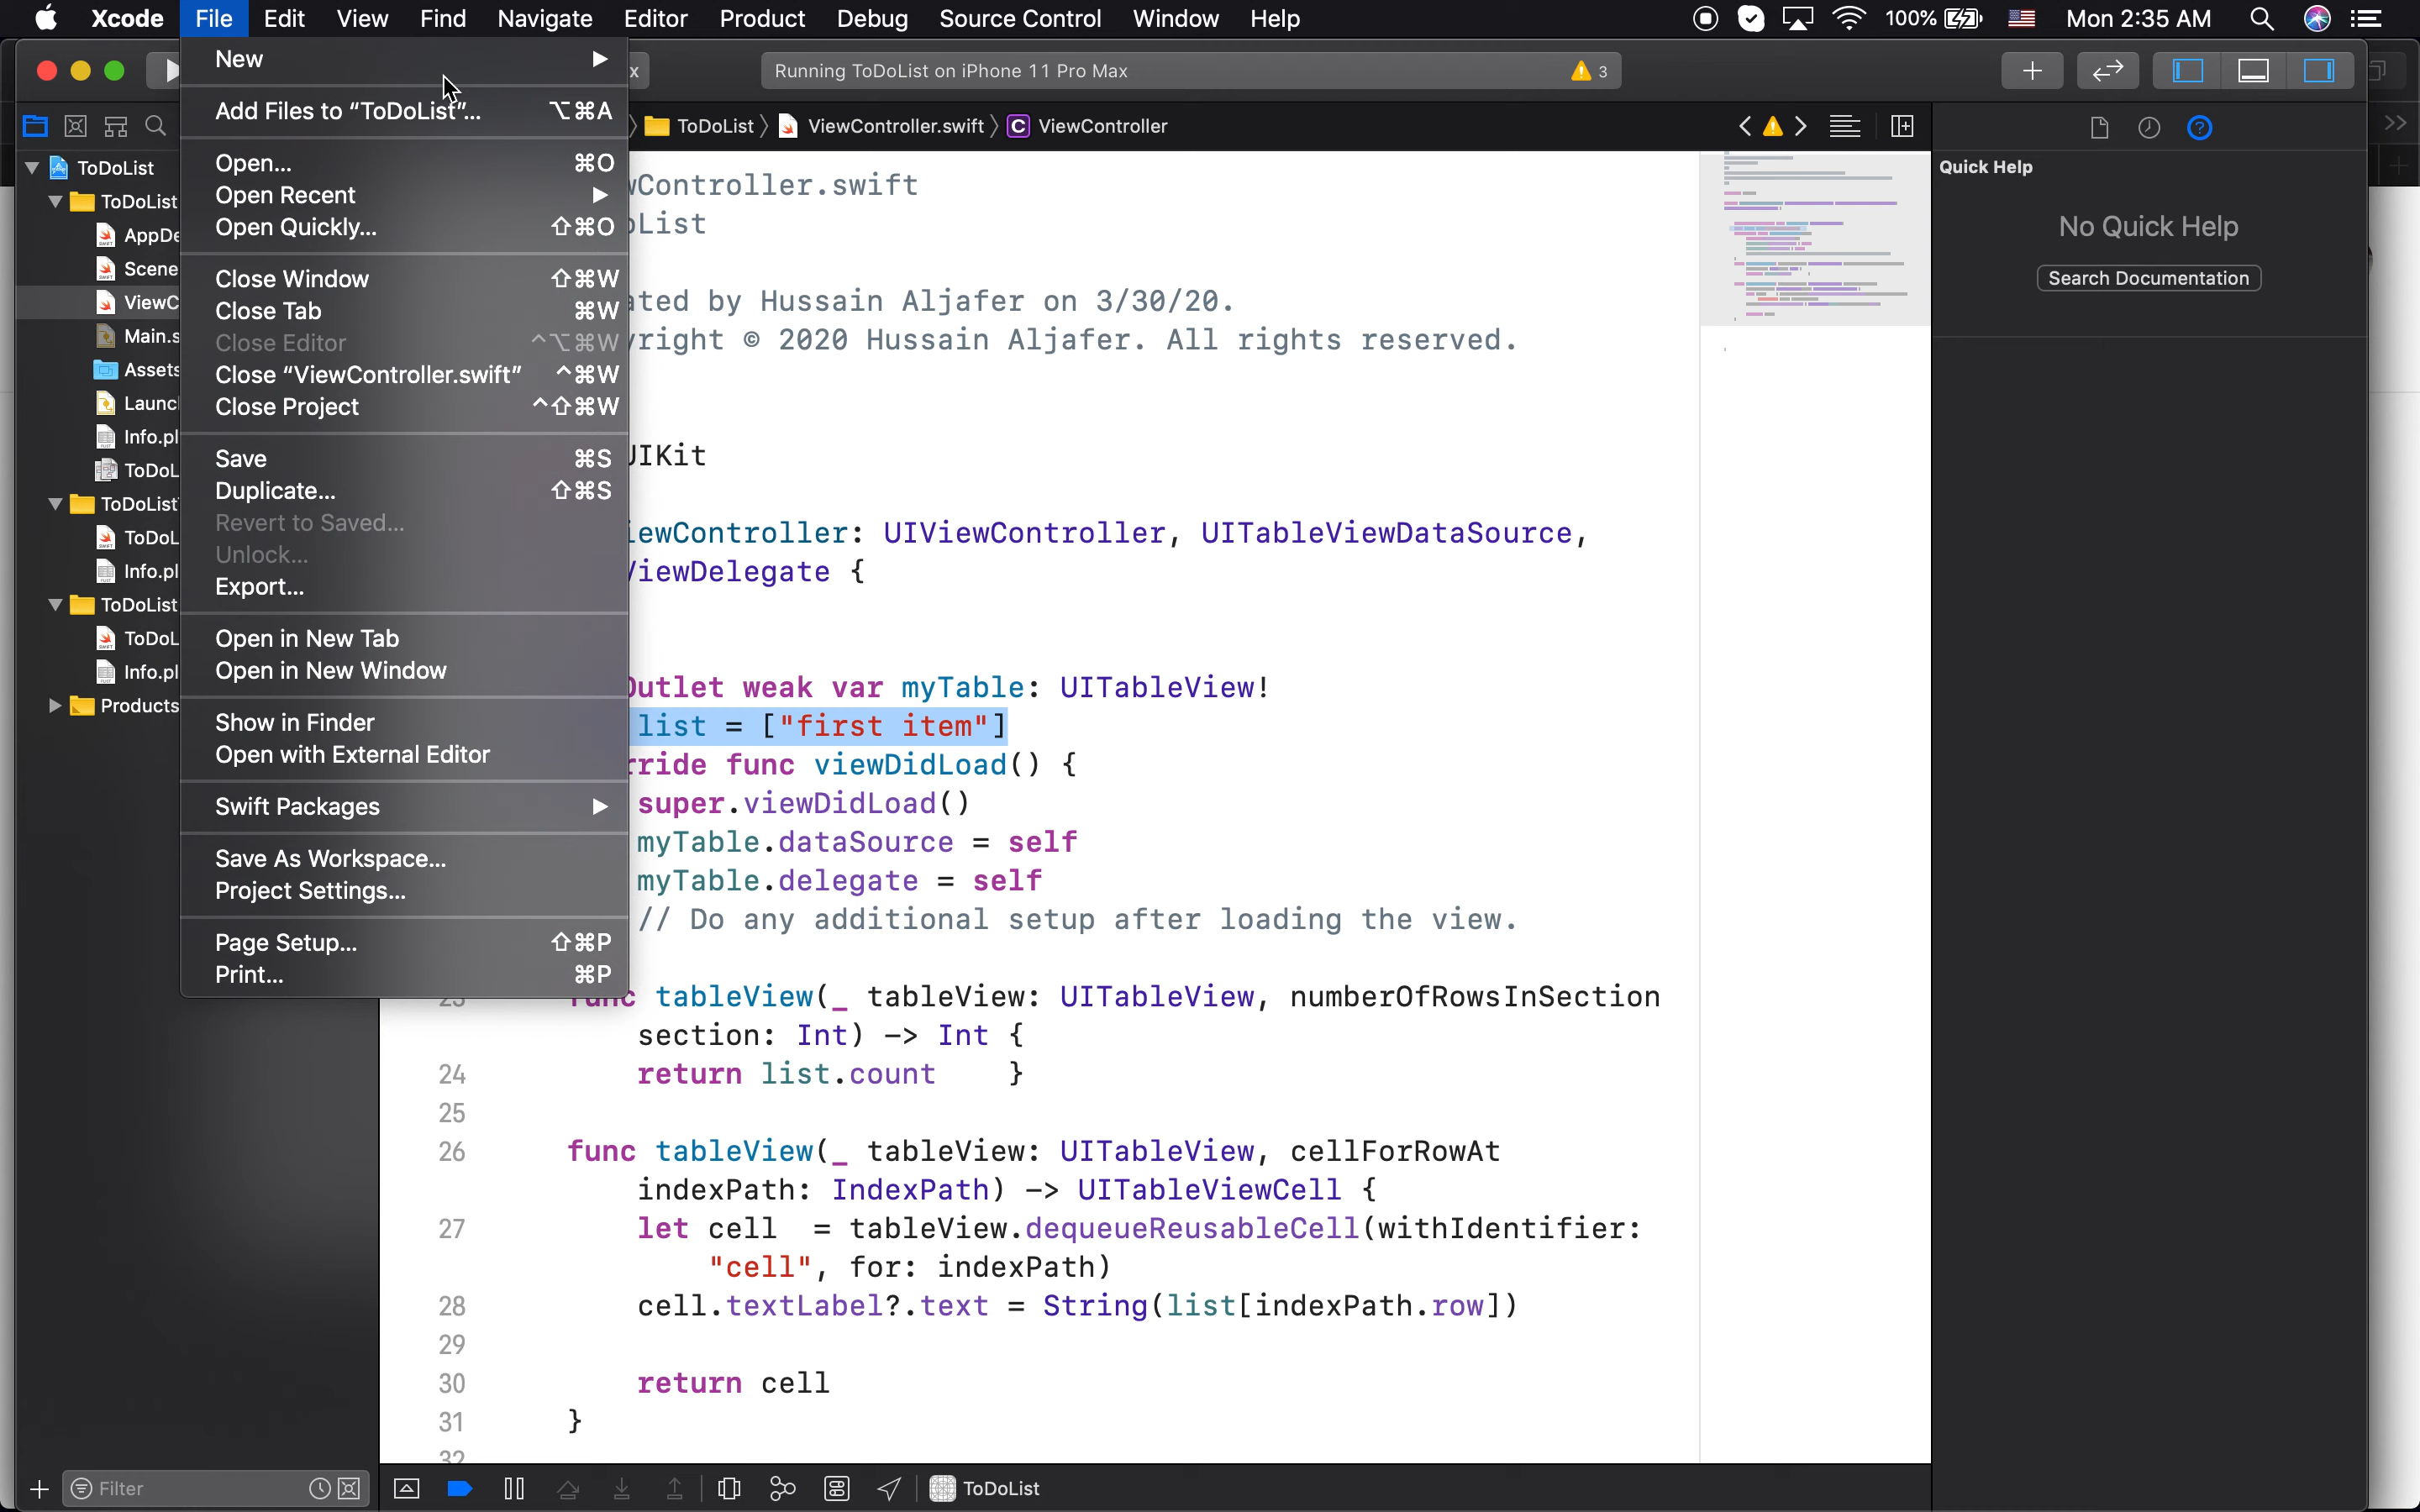 Xcode File Edit View Find Navigate Editor Product Debug Source Control Window Help 100% Mon 2:35 AM
New
Running ToDoList on iPhone 11 Pro Max 3
Add Files to “ToDoList”... ⌥⌘A
ToDoList ViewController.swift C ViewController
Open... ⌘O
Open Recent
Open Quickly... ⇧⌘O
Close Window ⇧⌘W
Close Tab ⌘W
Close Editor ^⌥⌘W
Close “ViewController.swift” ^⌘W
Close Project ^⇧⌘W
Save ⌘S
Duplicate... ⇧⌘S
Revert to Saved...
Unlock...
Export...
Open in New Tab
Open in New Window
Show in Finder
Open with External Editor
Swift Packages
Save As Workspace...
Project Settings...
Page Setup... ⇧⌘P
Print... ⌘P
ToDoList
ToDoList
AppDe
Scene
ViewC
Main.s
Assets
Launc
Info.pl
ToDoL
ToDoList
ToDoL
Info.pl
ToDoList
ToDoL
Info.pl
Products
Filter
Controller.swift
List
ated by Hussain Aljafer on 3/30/20.
yright © 2020 Hussain Aljafer. All rights reserved.
UIKit
iewController: UIViewController, UITableViewDataSource,
ViewDelegate {
Outlet weak var myTable: UITableView!
list = ["first item"]
rride func viewDidLoad() {
super.viewDidLoad()
myTable.dataSource = self
myTable.delegate = self
// Do any additional setup after loading the view.
23 func tableView(_ tableView: UITableView, numberOfRowsInSection
section: Int) -> Int {
24 return list.count }
25
26 func tableView(_ tableView: UITableView, cellForRowAt
indexPath: IndexPath) -> UITableViewCell {
27 let cell = tableView.dequeueReusableCell(withIdentifier:
"cell", for: indexPath)
28 cell.textLabel?.text = String(list[indexPath.row])
29
30 return cell
31 }
32
ToDoList
Quick Help
No Quick Help
Search Documentation